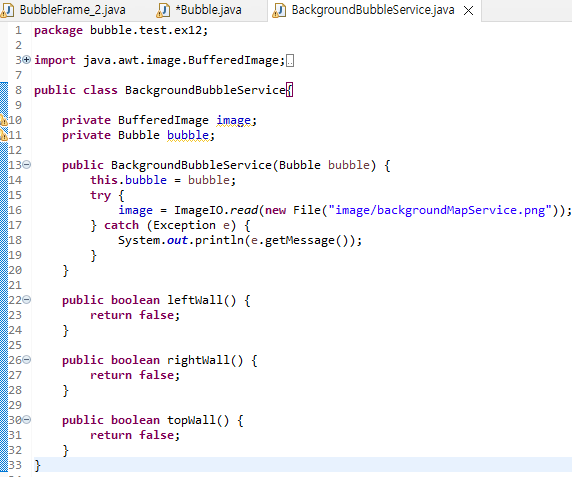 BubbleFrame_2.java *Bubble.java BackgroundBubbleService.java
1 package bubble.test.ex12;
2
3 import java.awt.image.BufferedImage;
7
8 public class BackgroundBubbleService{
9
10 private BufferedImage image;
11 private Bubble bubble;
12
13 public BackgroundBubbleService(Bubble bubble) {
14 this.bubble = bubble;
15 try {
16 image = ImageIO.read(new File("image/backgroundMapService.png"));
17 } catch (Exception e) {
18 System.out.println(e.getMessage());
19 }
20 }
21
22 public boolean leftWall() {
23 return false;
24 }
25
26 public boolean rightWall() {
27 return false;
28 }
29
30 public boolean topWall() {
31 return false;
32 }
33 }